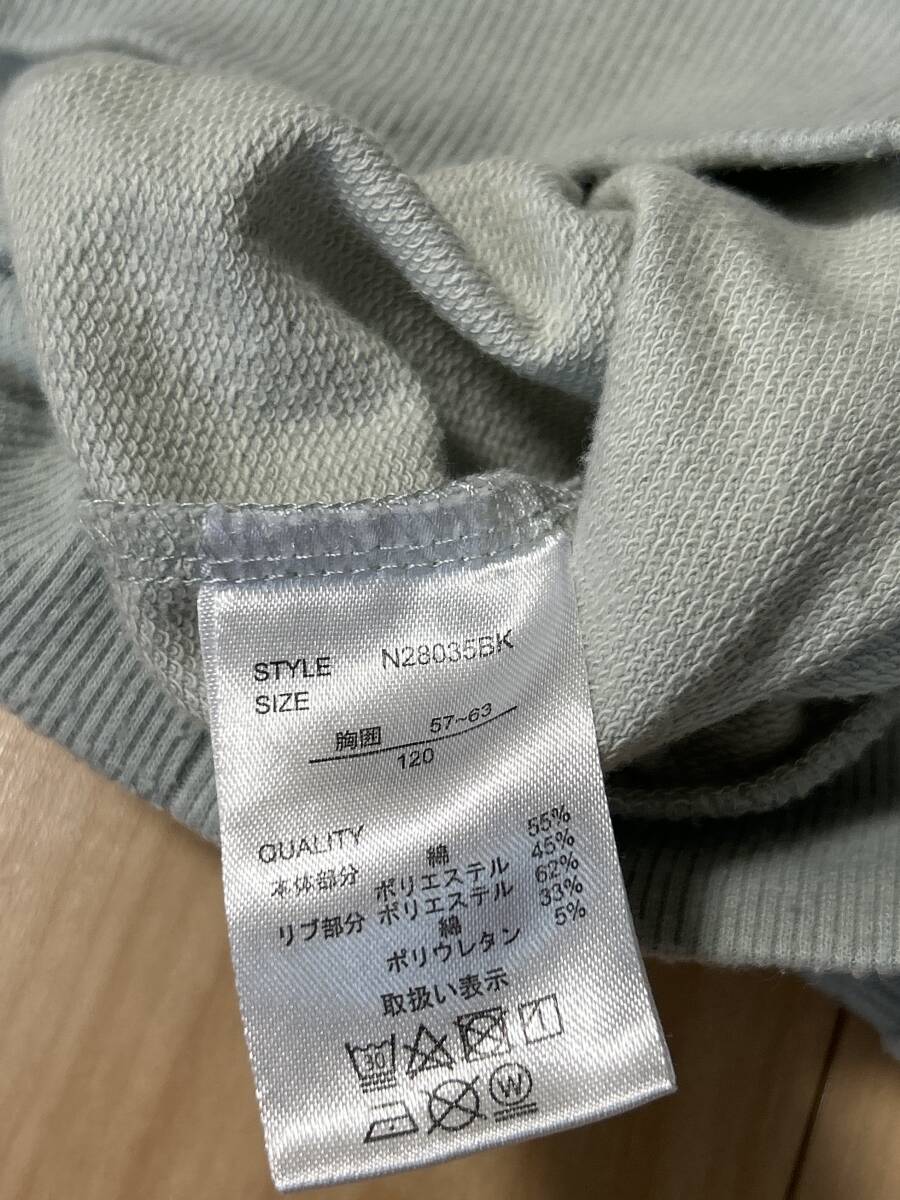 STYLE N28035BK
SIZE
胸囲 57~63
120
QUALITY
本体部分 綿 55%
ポリエステル 45%
リブ部分 ポリエステル 62%
綿 33%
ポリウレタン 5%
取扱い表示
30
W